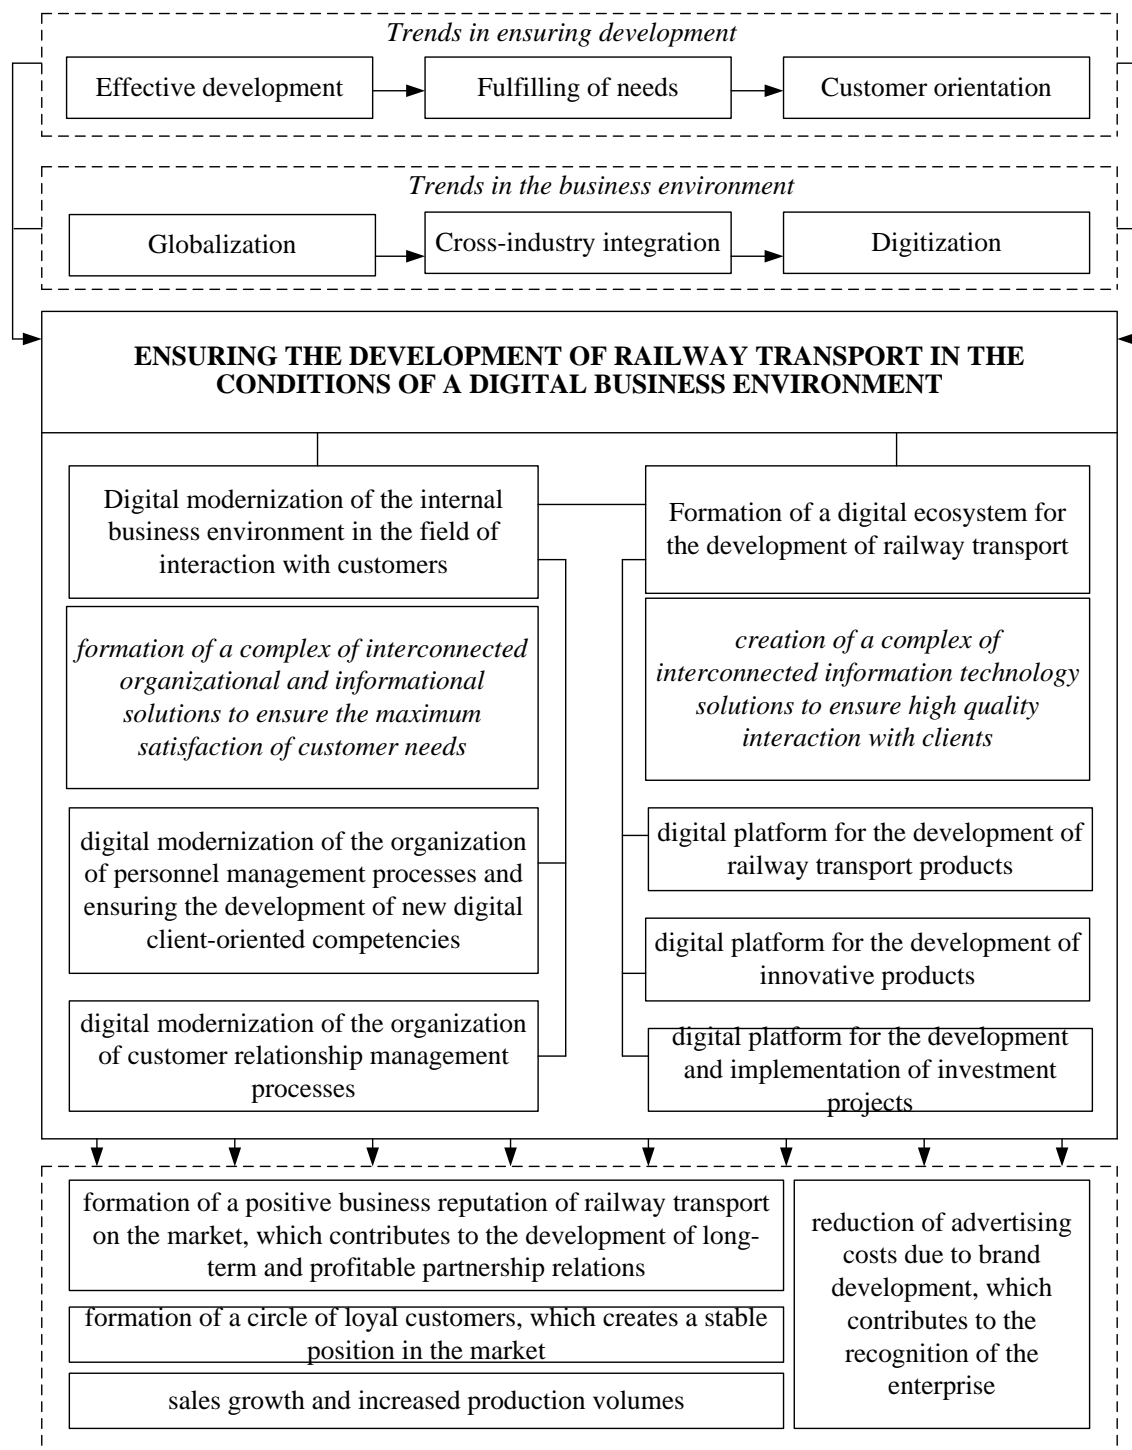 Trends in ensuring development
Effective development
Fulfilling of needs
Customer orientation
Trends in the business environment
Globalization
Cross-industry integration
Digitization
ENSURING THE DEVELOPMENT OF RAILWAY TRANSPORT IN THE
CONDITIONS OF A DIGITAL BUSINESS ENVIRONMENT
Digital modernization of the internal
business environment in the field of
interaction with customers
Formation of a digital ecosystem for
the development of railway transport
formation of a complex of interconnected
organizational and informational
solutions to ensure the maximum
satisfaction of customer needs
creation of a complex of
interconnected information technology
solutions to ensure high quality
interaction with clients
digital modernization of the organization
of personnel management processes and
ensuring the development of new digital
client-oriented competencies
digital platform for the development of
railway transport products
digital platform for the development of
innovative products
digital modernization of the organization
of customer relationship management
processes
digital platform for the development
and implementation of investment
projects
formation of a positive business reputation of railway transport
on the market, which contributes to the development of long-
term and profitable partnership relations
formation of a circle of loyal customers, which creates a stable
position in the market
sales growth and increased production volumes
reduction of advertising
costs due to brand
development, which
contributes to the
recognition of the
enterprise